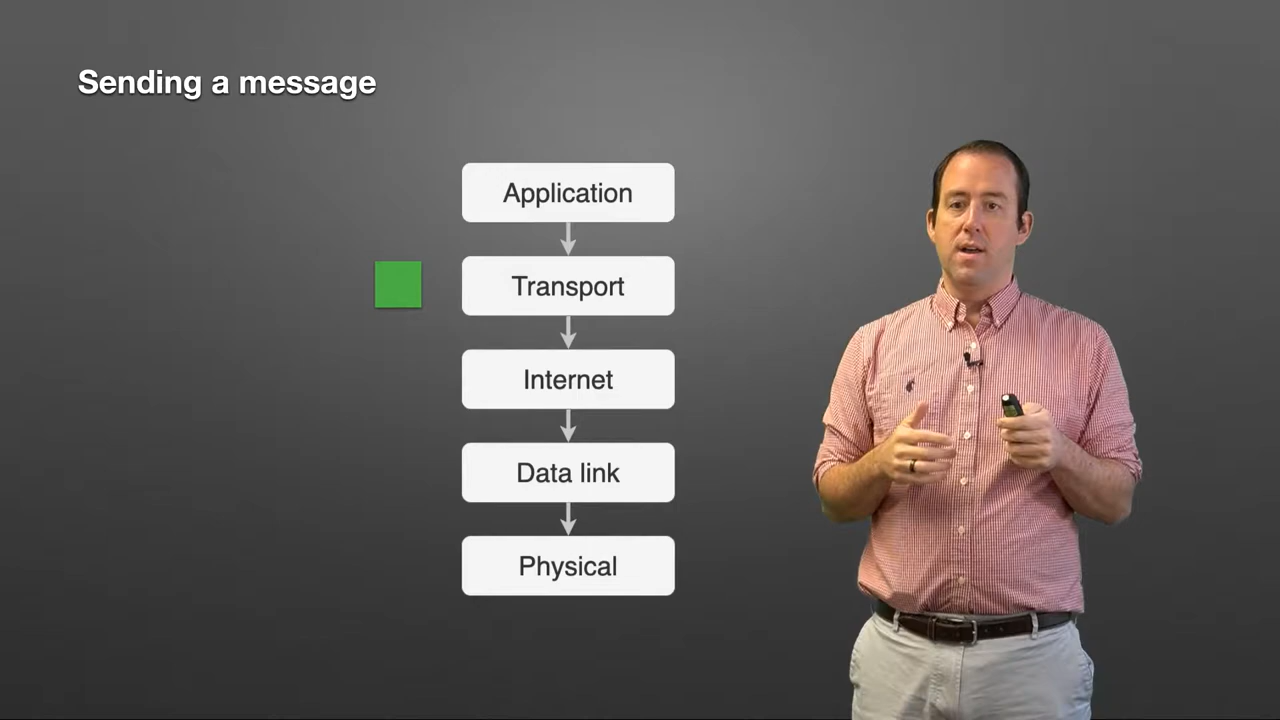 Sending a message
Application
Transport
Internet
Data link
Physical